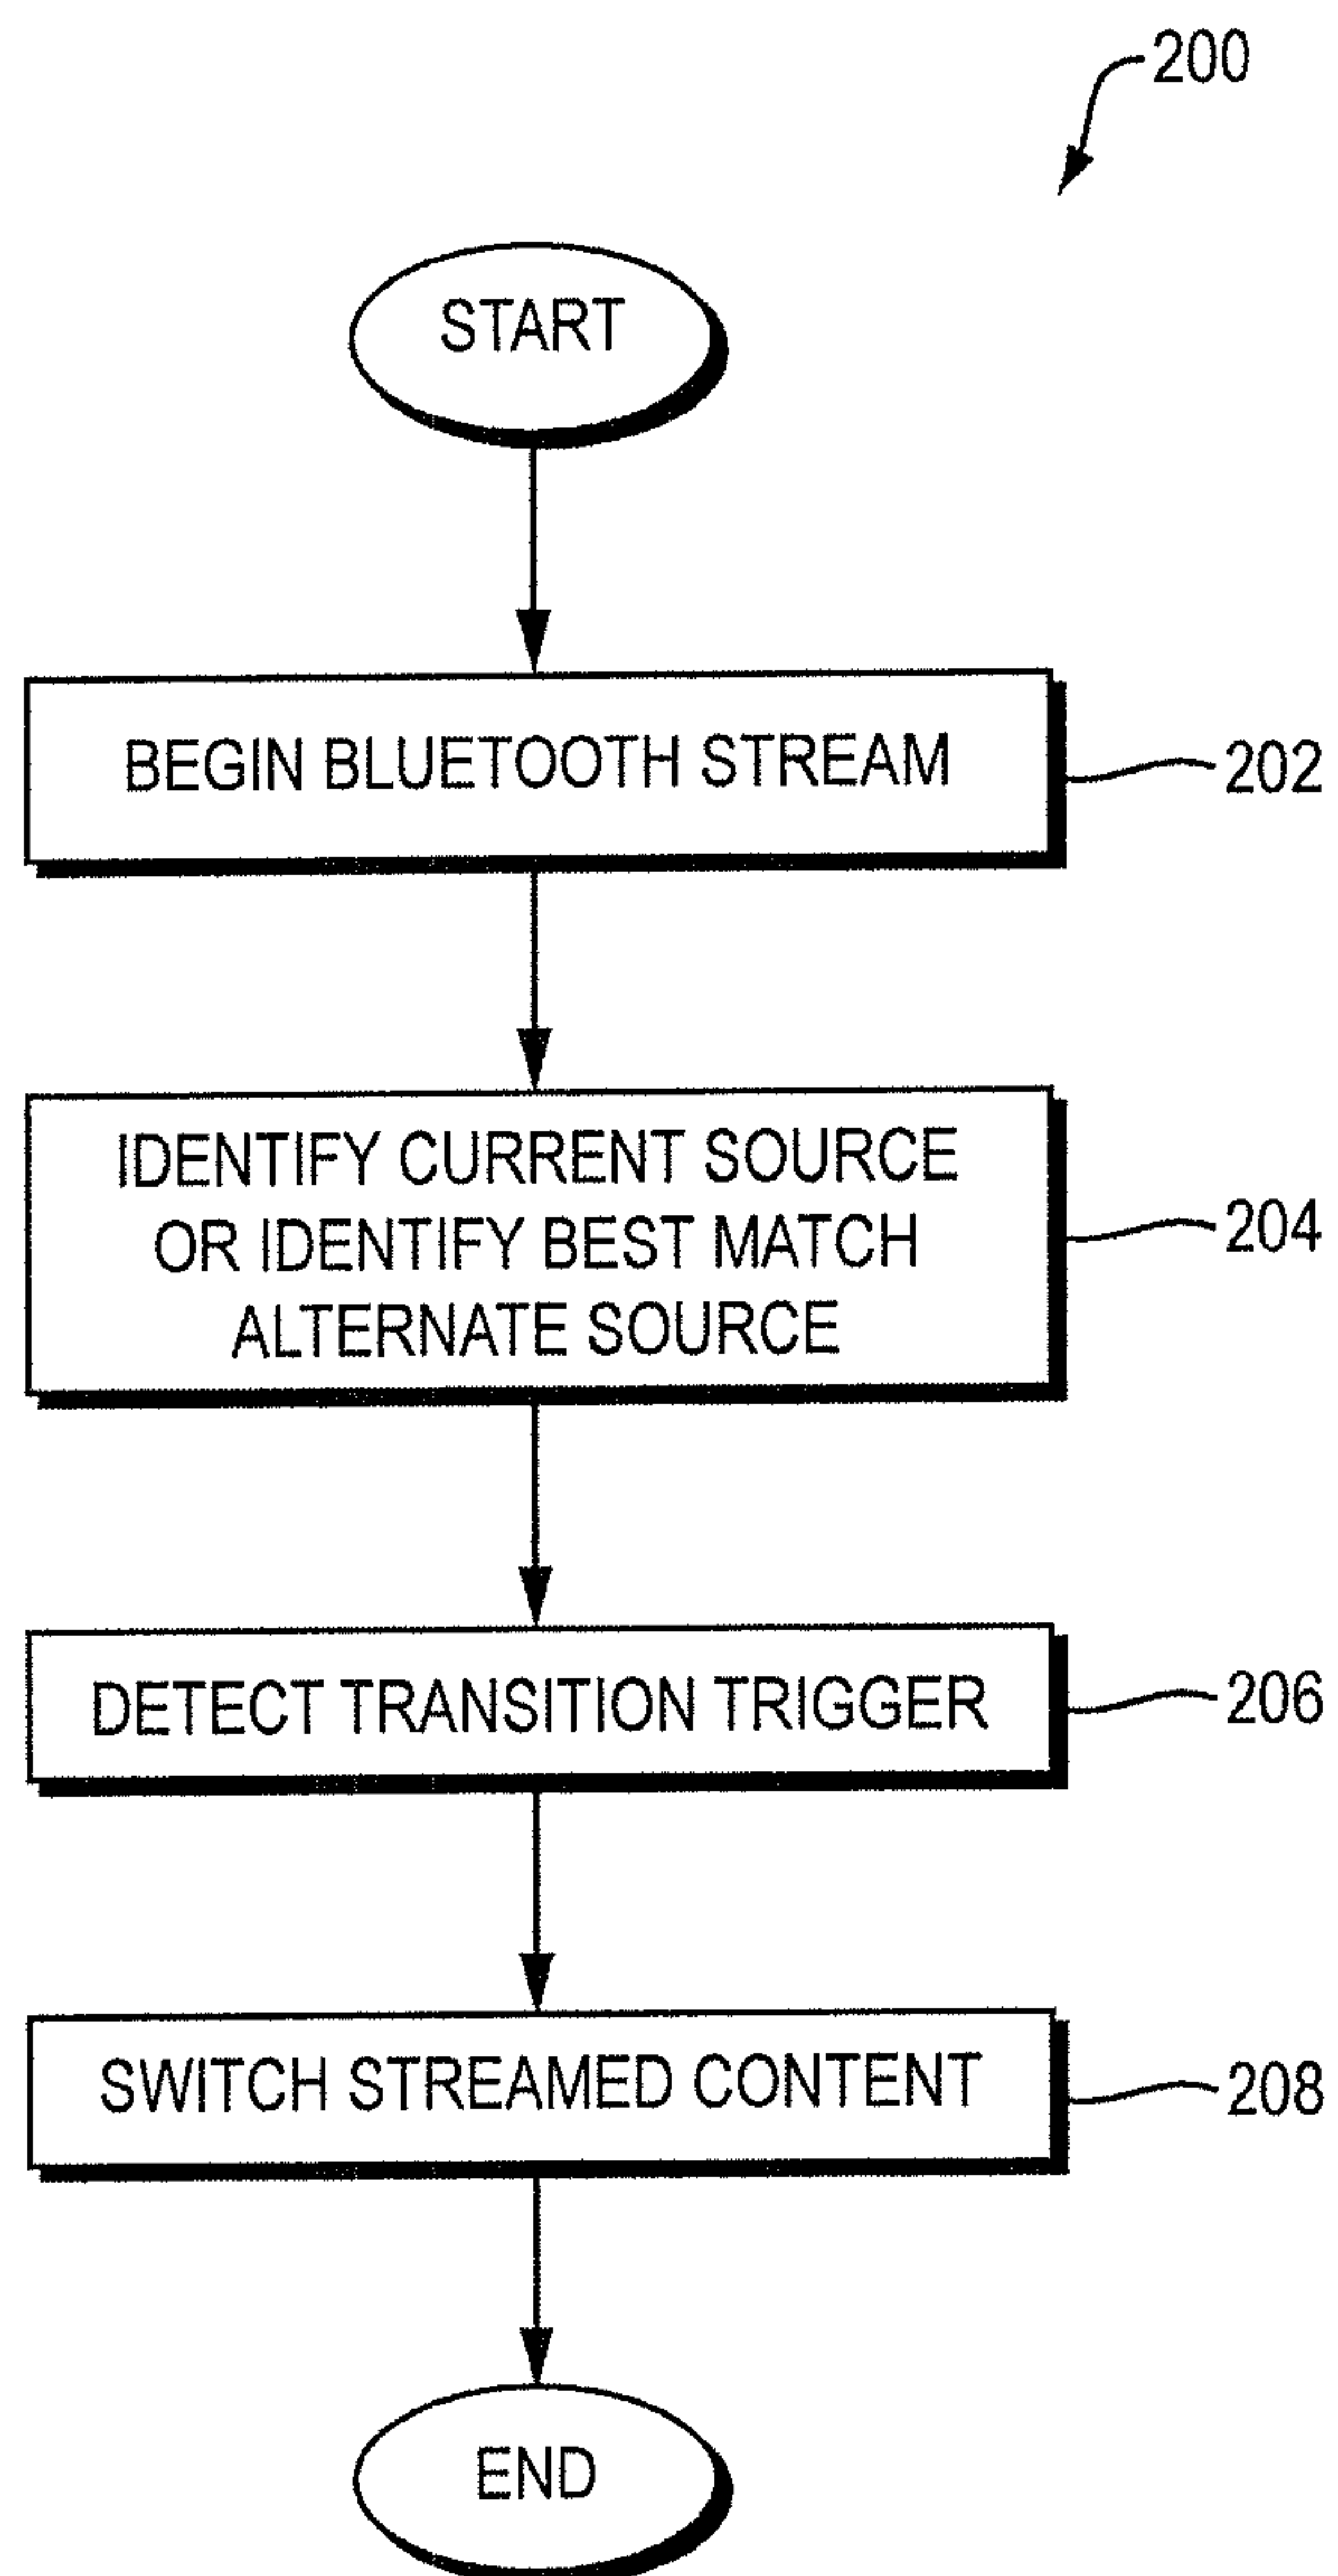 200
START
BEGIN BLUETOOTH STREAM
202
IDENTIFY CURRENT SOURCE
OR IDENTIFY BEST MATCH
ALTERNATE SOURCE
204
DETECT TRANSITION TRIGGER
206
SWITCH STREAMED CONTENT
208
END